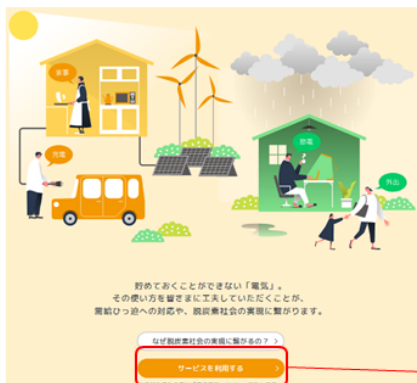 家事
充電
節電
外出
貯めておくことができない「電気」。
その使い方を皆さまに工夫していただくことが、
需給ひっ迫への対応や、脱炭素社会の実現に繋がります。
なぜ脱炭素社会の実現に繋がるの？
サービスを利用する